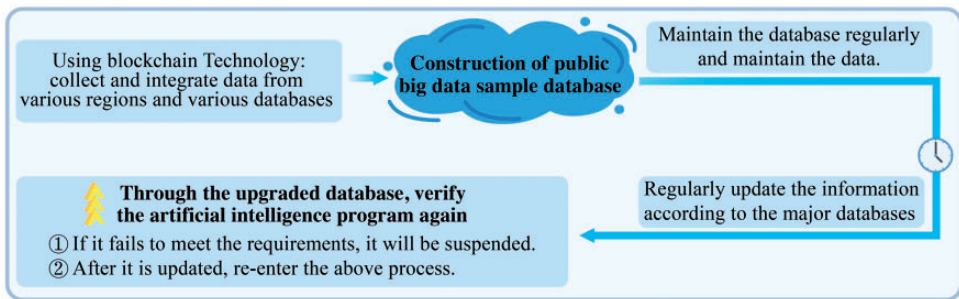 Using blockchain Technology:
collect and integrate data from
various regions and various databases
Construction of public
big data sample database
Maintain the database regularly
and maintain the data.
Regularly update the information
according to the major databases
Through the upgraded database, verify
the artificial intelligence program again
① If it fails to meet the requirements, it will be suspended.
② After it is updated, re-enter the above process.